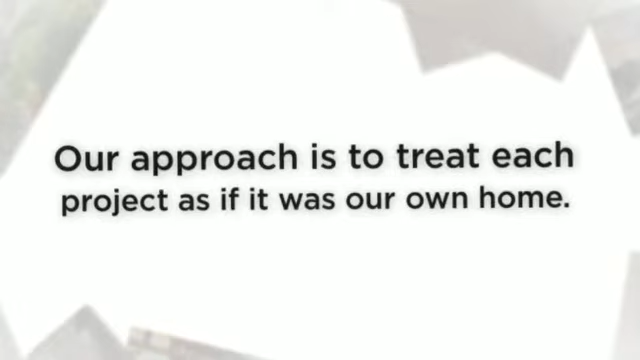 Our approach is to treat each
project as if it was our own home.